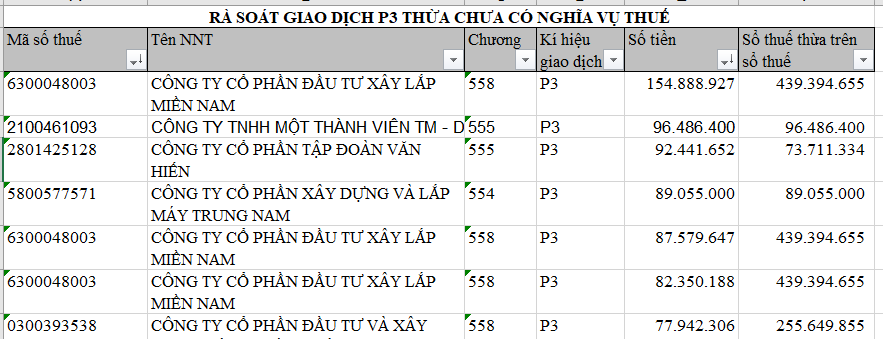 RÀ SOÁT GIAO DỊCH P3 THỪA CHƯA CÓ NGHĨA VỤ THUẾ
Mã số thuế Tên NNT Chương Kí hiệu giao dịch Số tiền Số thuế thừa trên sổ thuế
6300048003 CÔNG TY CỔ PHẦN ĐẦU TƯ XÂY LẮP 558 P3 154.888.927 439.394.655
MIỀN NAM
2100461093 CÔNG TY TNHH MỘT THÀNH VIÊN TM - D 555 P3 96.486.400 96.486.400
2801425128 CÔNG TY CỔ PHẦN TẬP ĐOÀN VĂN 555 P3 92.441.652 73.711.334
HIẾN
5800577571 CÔNG TY CỔ PHẦN XÂY DỰNG VÀ LẮP 554 P3 89.055.000 89.055.000
MÁY TRUNG NAM
6300048003 CÔNG TY CỔ PHẦN ĐẦU TƯ XÂY LẮP 558 P3 87.579.647 439.394.655
MIỀN NAM
6300048003 CÔNG TY CỔ PHẦN ĐẦU TƯ XÂY LẮP 558 P3 82.350.188 439.394.655
MIỀN NAM
0300393538 CÔNG TY CỔ PHẦN ĐẦU TƯ VÀ XÂY 558 P3 77.942.306 255.649.855